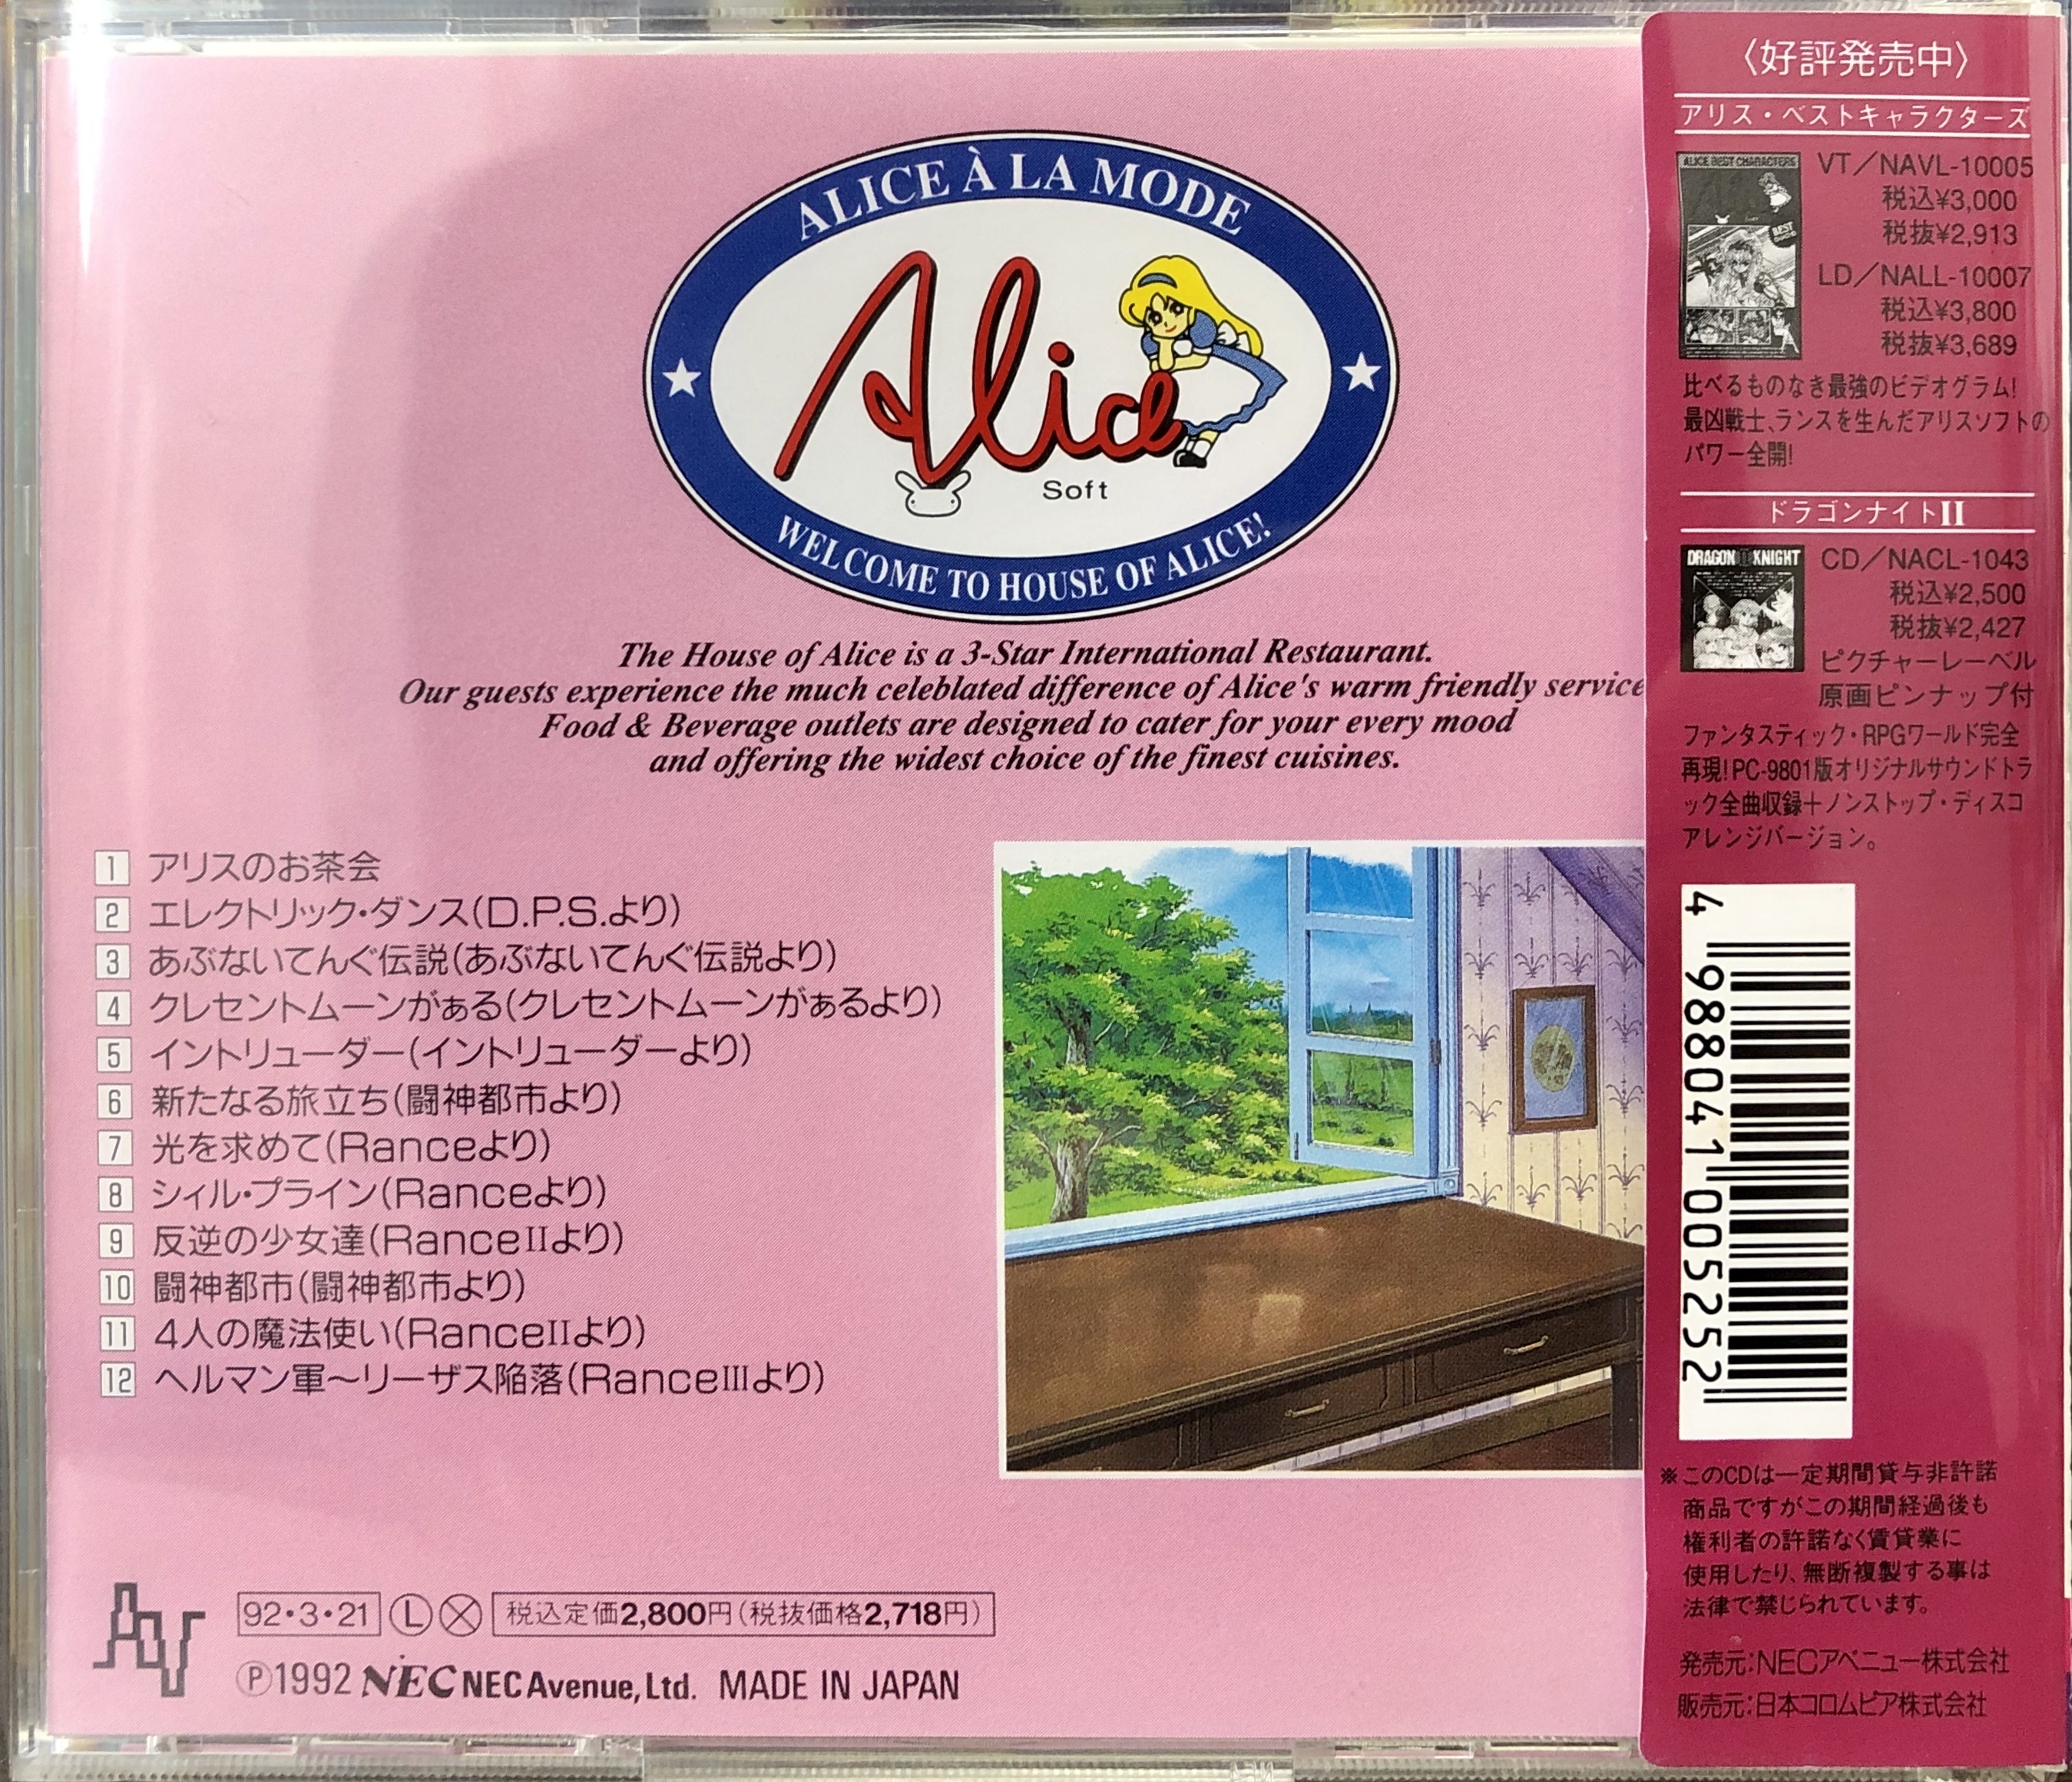 ALICE À LA MODE
Alice
Soft
WELCOME TO HOUSE OF ALICE!
The House of Alice is a 3-Star International Restaurant.
Our guests experience the much celeblated difference of Alice's warm friendly service
Food & Beverage outlets are designed to cater for your every mood
and offering the widest choice of the finest cuisines.
1 アリスのお茶会
2 エレクトリック・ダンス(D.P.S.より)
3 あぶないてんぐ伝説(あぶないてんぐ伝説より)
4 クレセントムーンがぁる(クレセントムーンがぁるより)
5 イントリューダー(イントリューダーより)
6 新たなる旅立ち(闘神都市より)
7 光を求めて(Ranceより)
8 シィル・プライン(Ranceより)
9 反逆の少女達(RanceIIより)
10 闘神都市(闘神都市より)
11 4人の魔法使い(RanceIIより)
12 ヘルマン軍〜リーザス陥落(RanceIIIより)
92・3・21 Ⓛ Ⓧ 税込定価2,800円(税抜価格2,718円)
Ⓟ1992 NEC NEC Avenue, Ltd. MADE IN JAPAN
〈好評発売中〉
アリス・ベストキャラクターズ
ALICE BEST CHARACTERS
BEST
VT／NAVL-10005
税込¥3,000
税抜¥2,913
LD／NALL-10007
税込¥3,800
税抜¥3,689
比べるものなき最強のビデオグラム!
最凶戦士、ランスを生んだアリスソフトの
パワー全開!
ドラゴンナイトII
DRAGON II KNIGHT
CD／NACL-1043
税込¥2,500
税抜¥2,427
ピクチャーレーベル
原画ピンナップ付
ファンタスティック・RPGワールド完全
再現!PC-9801版オリジナルサウンドトラ
ック全曲収録＋ノンストップ・ディスコ
アレンジバージョン。
4 988041 005252
※このCDは一定期間貸与非許諾
商品ですがこの期間経過後も
権利者の許諾なく賃貸業に
使用したり、無断複製する事は
法律で禁じられています。
発売元:NECアベニュー株式会社
販売元:日本コロムビア株式会社